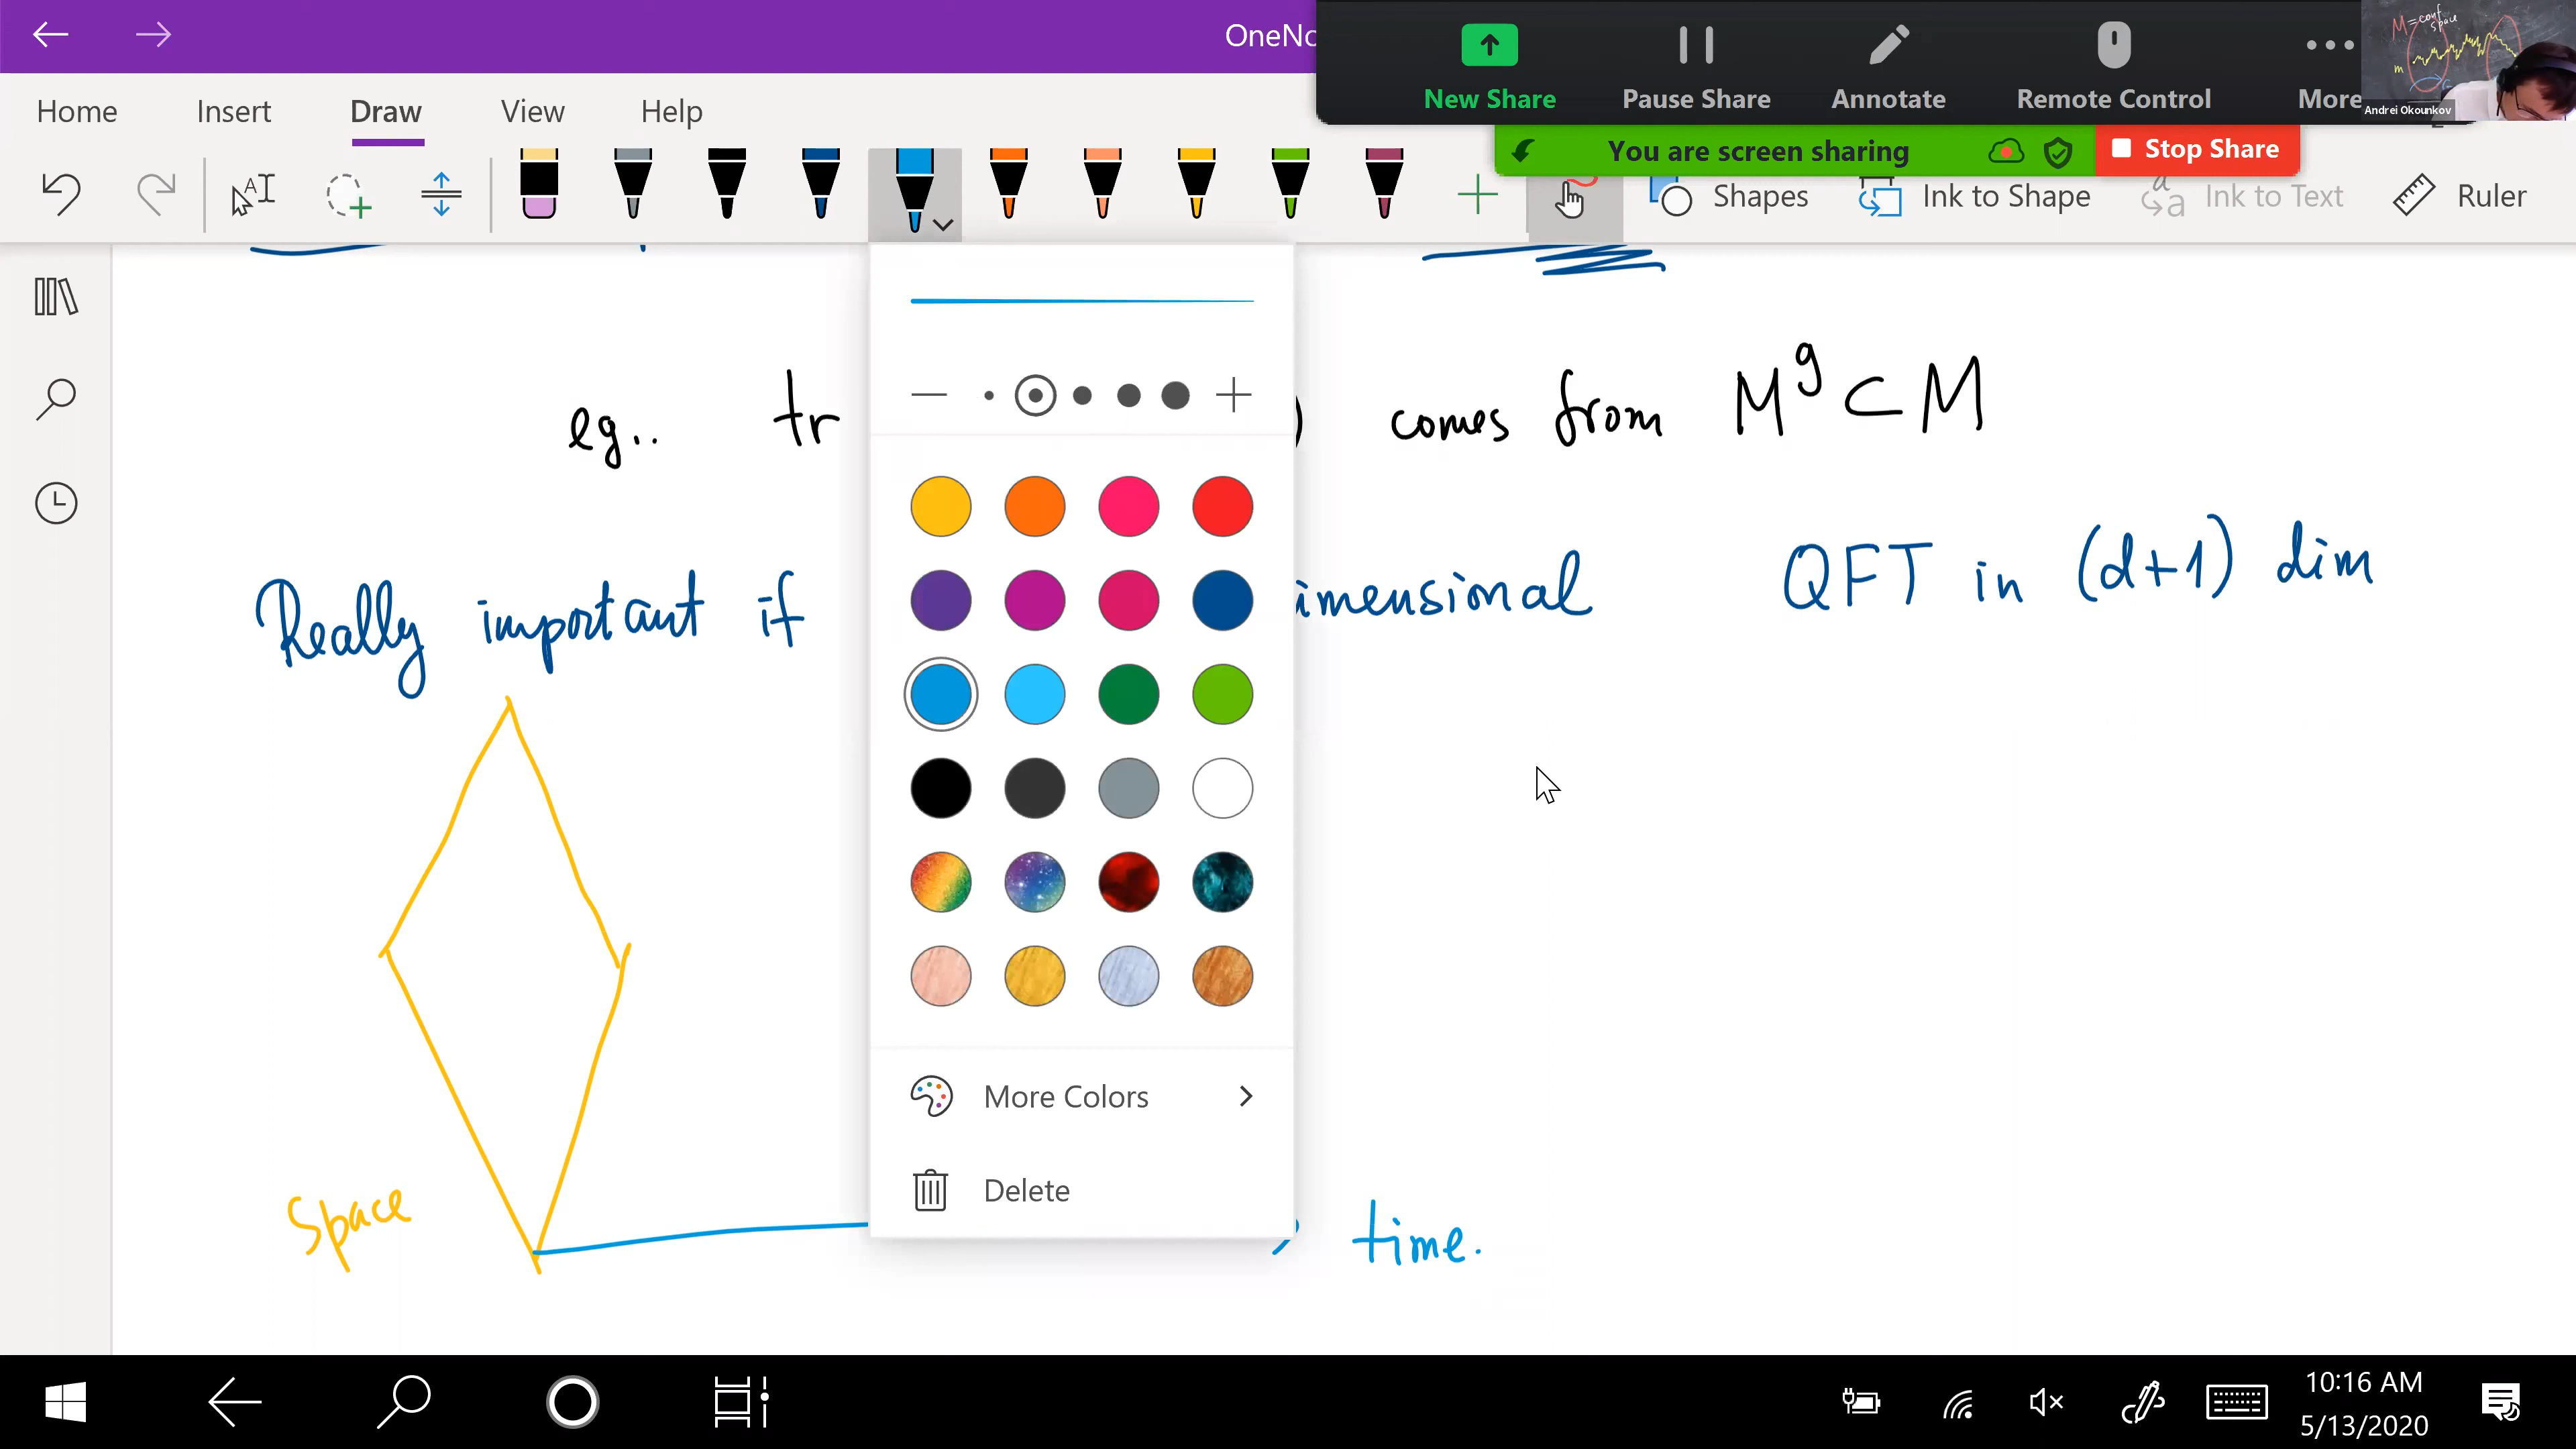 OneNo
New Share
Pause Share
Annotate
Remote Control
More
M = conf space
m
Andrei Okounkov
You are screen sharing
Stop Share
Home Insert Draw View Help
Shapes
Ink to Shape
Ink to Text
Ruler
eg.. tr ) comes from M^g ⊂ M
Really important if imensional QFT in (d+1) dim
More Colors
Delete
Space
time.
10:16 AM
5/13/2020